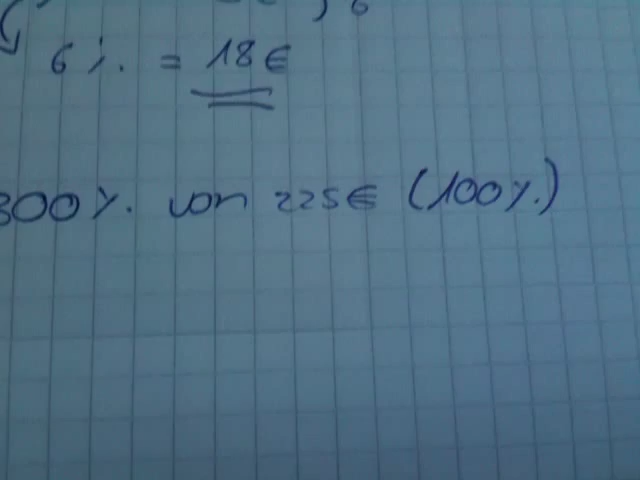 6 %. = 18 €
300 %. von 225 € (100 %.)